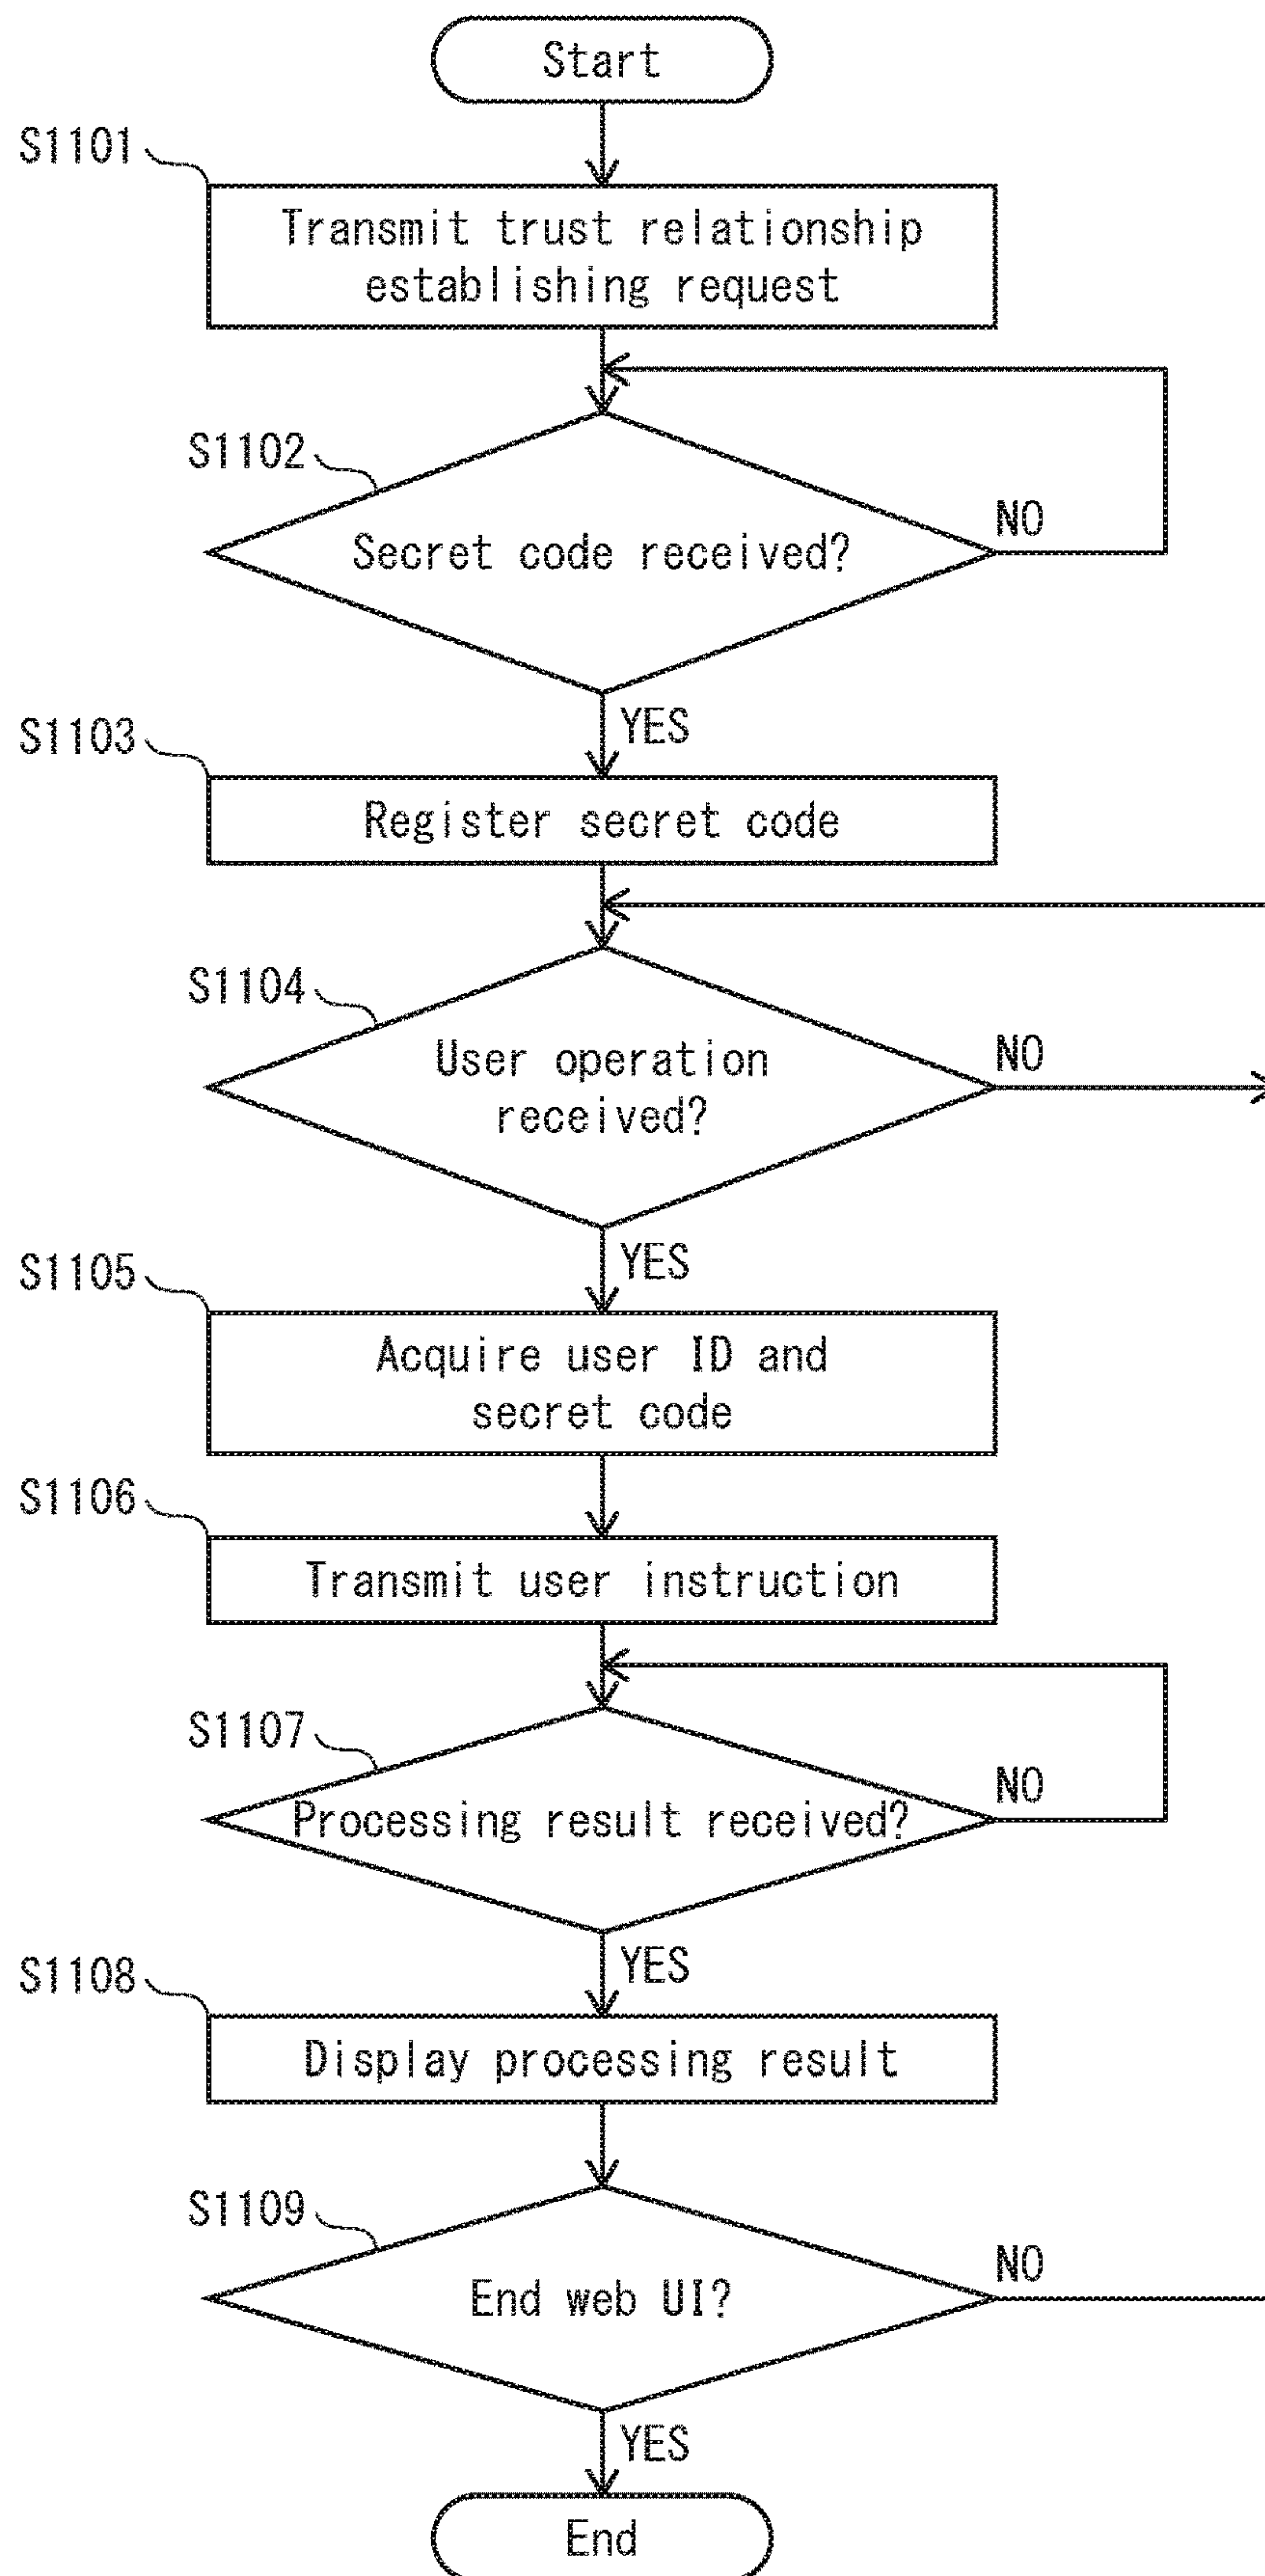 Start
S1101
Transmit trust relationship
establishing request
S1102
Secret code received?
NO
YES
S1103
Register secret code
S1104
User operation
received?
NO
YES
S1105
Acquire user ID and
secret code
S1106
Transmit user instruction
S1107
Processing result received?
NO
YES
S1108
Display processing result
S1109
End web UI?
NO
YES
End